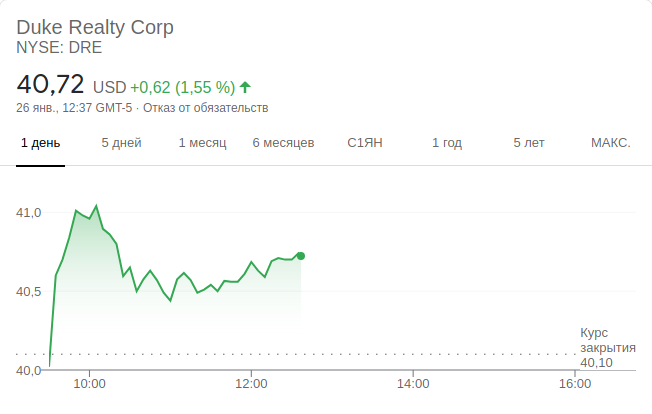 Duke Realty Corp
NYSE: DRE
40,72 USD +0,62 (1,55 %)
26 янв., 12:37 GMT-5 · Отказ от обязательств
1 день 5 дней 1 месяц 6 месяцев С1ЯН 1 год 5 лет МАКС.
41,0
40,5
Курс
закрытия
40,10
40,0
10:00 12:00 14:00 16:00